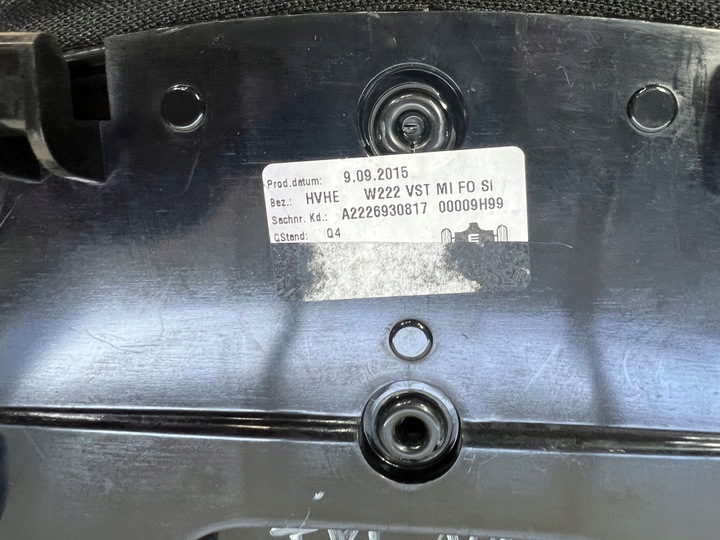 Prod.datum: 9.09.2015
Bez.: HVHE W222 VST MI FO SI
Sachnr. Kd.: A2226930817 00009H99
QStand: Q4
E